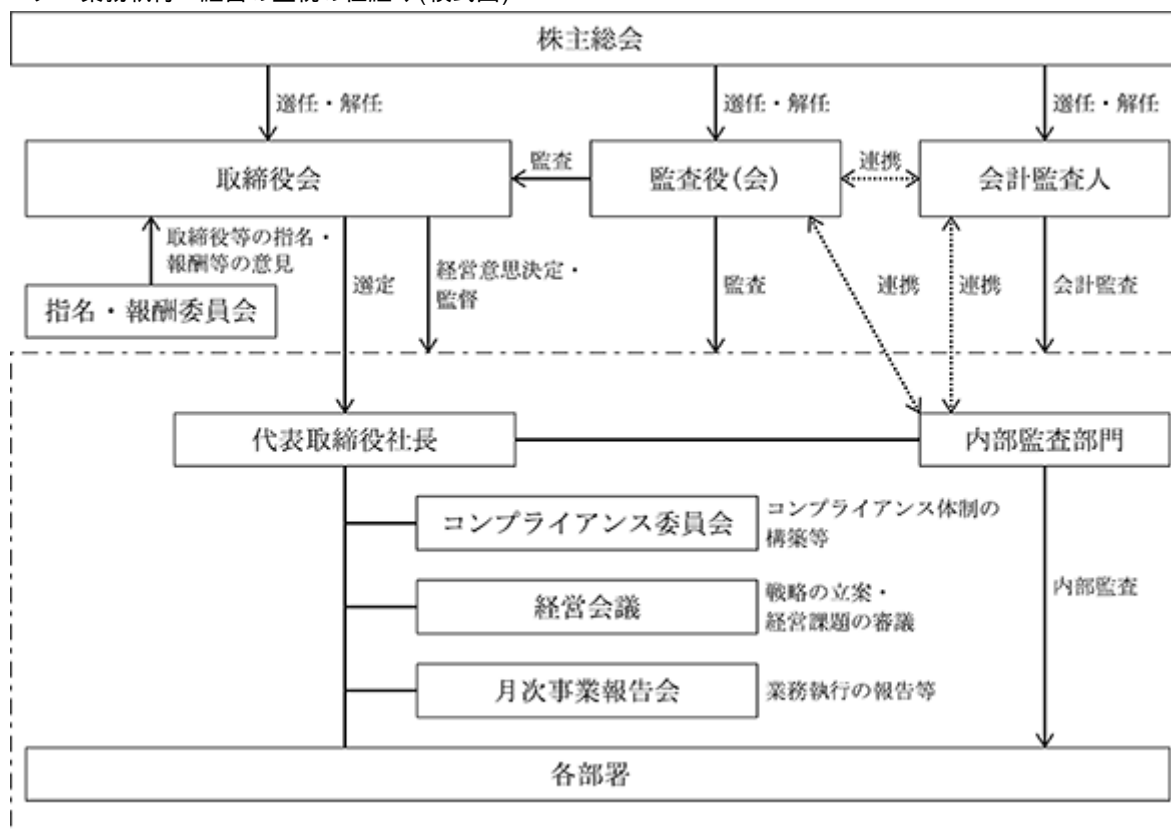 株主総会
選任・解任
選任・解任
選任・解任
取締役会
監査
監査役(会)
連携
会計監査人
取締役等の指名・
報酬等の意見
指名・報酬委員会
選定
経営意思決定・
監督
監査
連携
連携
会計監査
代表取締役社長
内部監査部門
コンプライアンス委員会
コンプライアンス体制の
構築等
経営会議
戦略の立案・
経営課題の審議
内部監査
月次事業報告会
業務執行の報告等
各部署